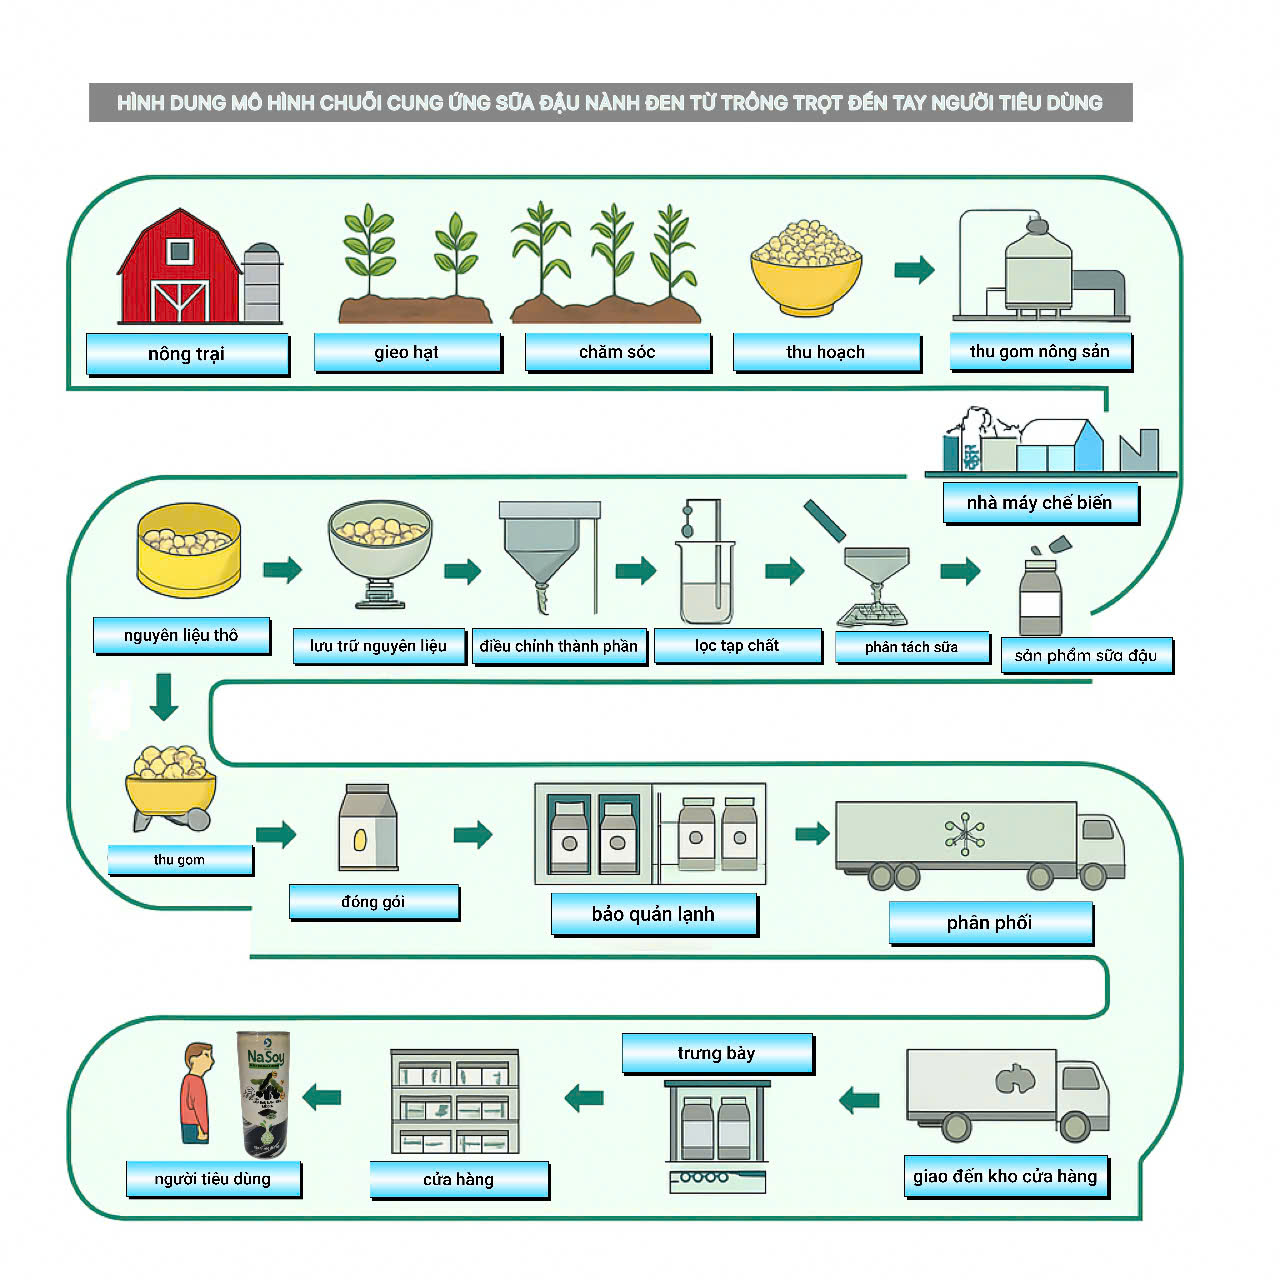 HÌNH DUNG MÔ HÌNH CHUỖI CUNG ỨNG SỮA ĐẬU NÀNH ĐEN TỪ TRỒNG TRỌT ĐẾN TAY NGƯỜI TIÊU DÙNG
nông trại
gieo hạt
chăm sóc
thu hoạch
thu gom nông sản
nhà máy chế biến
nguyên liệu thô
lưu trữ nguyên liệu
điều chỉnh thành phần
lọc tạp chất
phân tách sữa
sản phẩm sữa đậu
thu gom
đóng gói
bảo quản lạnh
phân phối
NaSoy
người tiêu dùng
cửa hàng
trưng bày
giao đến kho cửa hàng